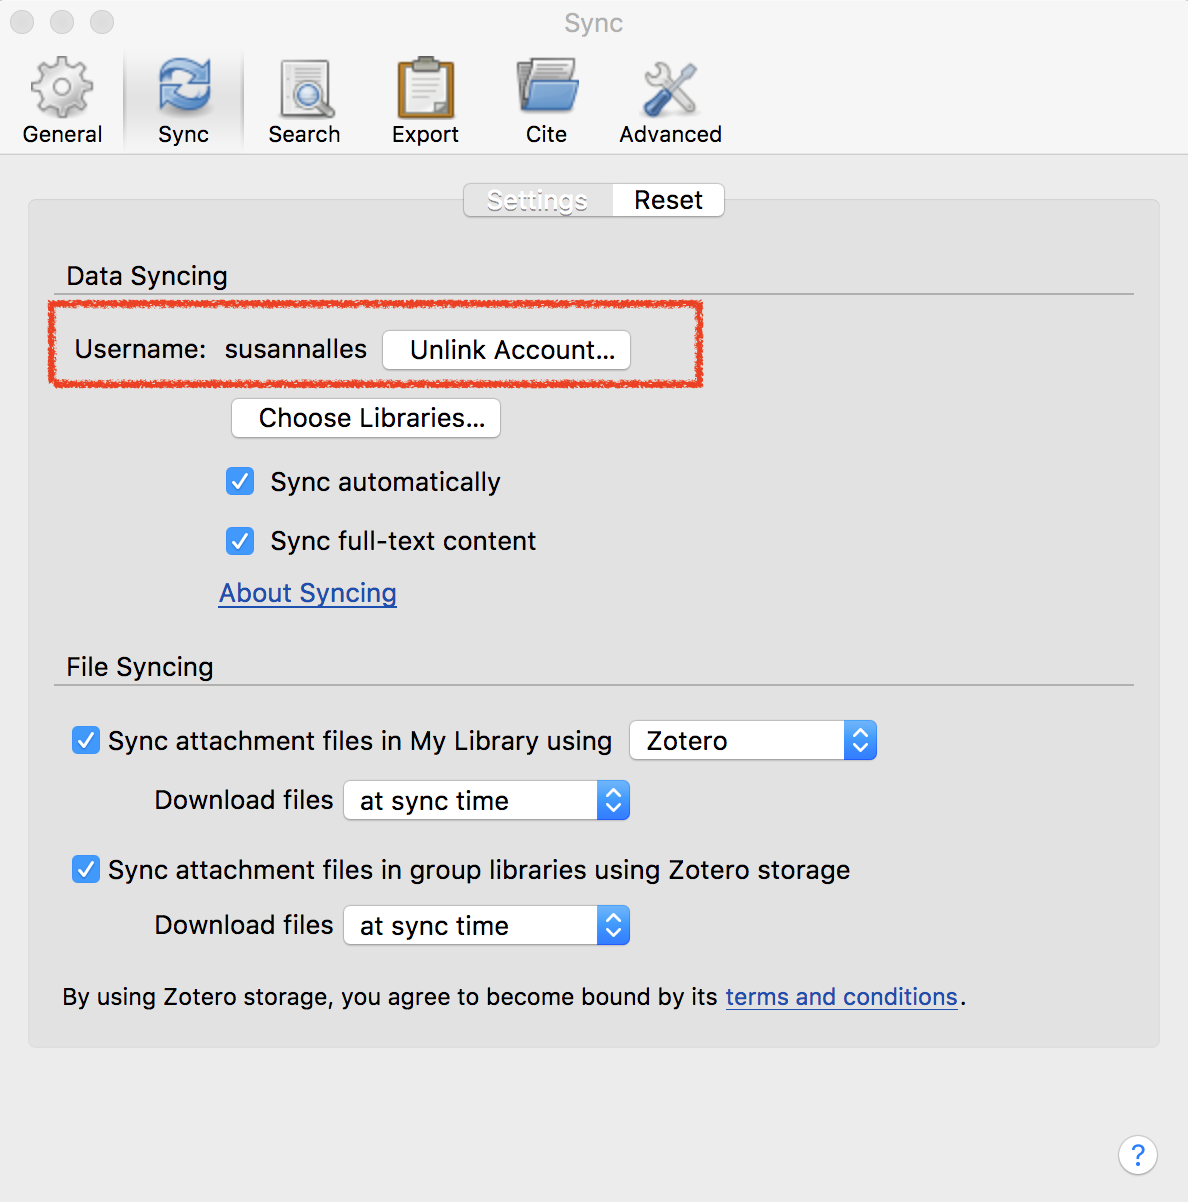 Sync
General Sync Search Export Cite Advanced
Settings Reset
Data Syncing
Username: susannalles Unlink Account...
Choose Libraries...
Sync automatically
Sync full-text content
About Syncing
File Syncing
Sync attachment files in My Library using Zotero
Download files at sync time
Sync attachment files in group libraries using Zotero storage
Download files at sync time
By using Zotero storage, you agree to become bound by its terms and conditions.
?